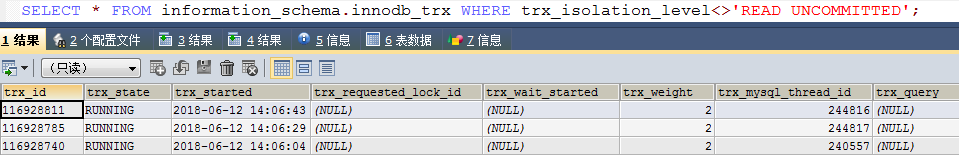 SELECT * FROM information_schema.innodb_trx WHERE trx_isolation_level<>'READ UNCOMMITTED';
1 结果 2 个配置文件 3 结果 4 结果 5 信息 6 表数据 7 信息
(只读)
trx_id trx_state trx_started trx_requested_lock_id trx_wait_started trx_weight trx_mysql_thread_id trx_query
116928811 RUNNING 2018-06-12 14:06:43 (NULL) (NULL) 2 244816 (NULL)
116928785 RUNNING 2018-06-12 14:06:29 (NULL) (NULL) 2 244817 (NULL)
116928740 RUNNING 2018-06-12 14:06:04 (NULL) (NULL) 2 240557 (NULL)